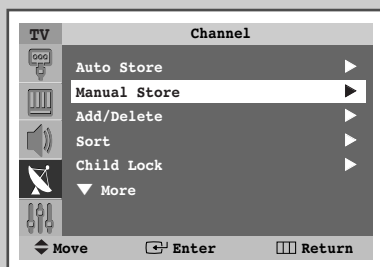 TV Channel
Auto Store
Manual Store
Add/Delete
Sort
Child Lock
▼ More
Move Enter Return